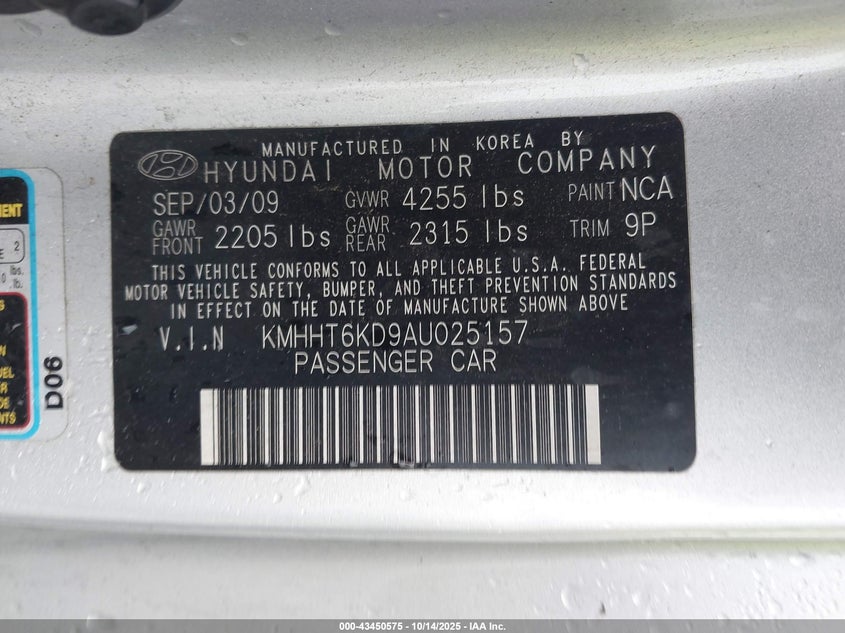 MANUFACTURED IN KOREA BY
HYUNDAI MOTOR COMPANY
SEP/03/09 GVWR 4255 lbs PAINT NCA
GAWR FRONT 2205 lbs GAWR REAR 2315 lbs TRIM 9P
THIS VEHICLE CONFORMS TO ALL APPLICABLE U.S.A. FEDERAL
MOTOR VEHICLE SAFETY, BUMPER, AND THEFT PREVENTION STANDARDS
IN EFFECT ON THE DATE OF MANUFACTURE SHOWN ABOVE
V.I.N KMHHT6KD9AU025157
PASSENGER CAR
2
lbs.
lb.
D06
000-43450575 - 10/14/2025 - IAA Inc.